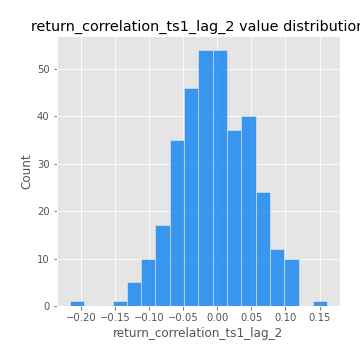 return_correlation_ts1_lag_2 value distribution
50
40
30
20
10
0
Count
−0.20 −0.15 −0.10 −0.05 0.00 0.05 0.10 0.15
return_correlation_ts1_lag_2